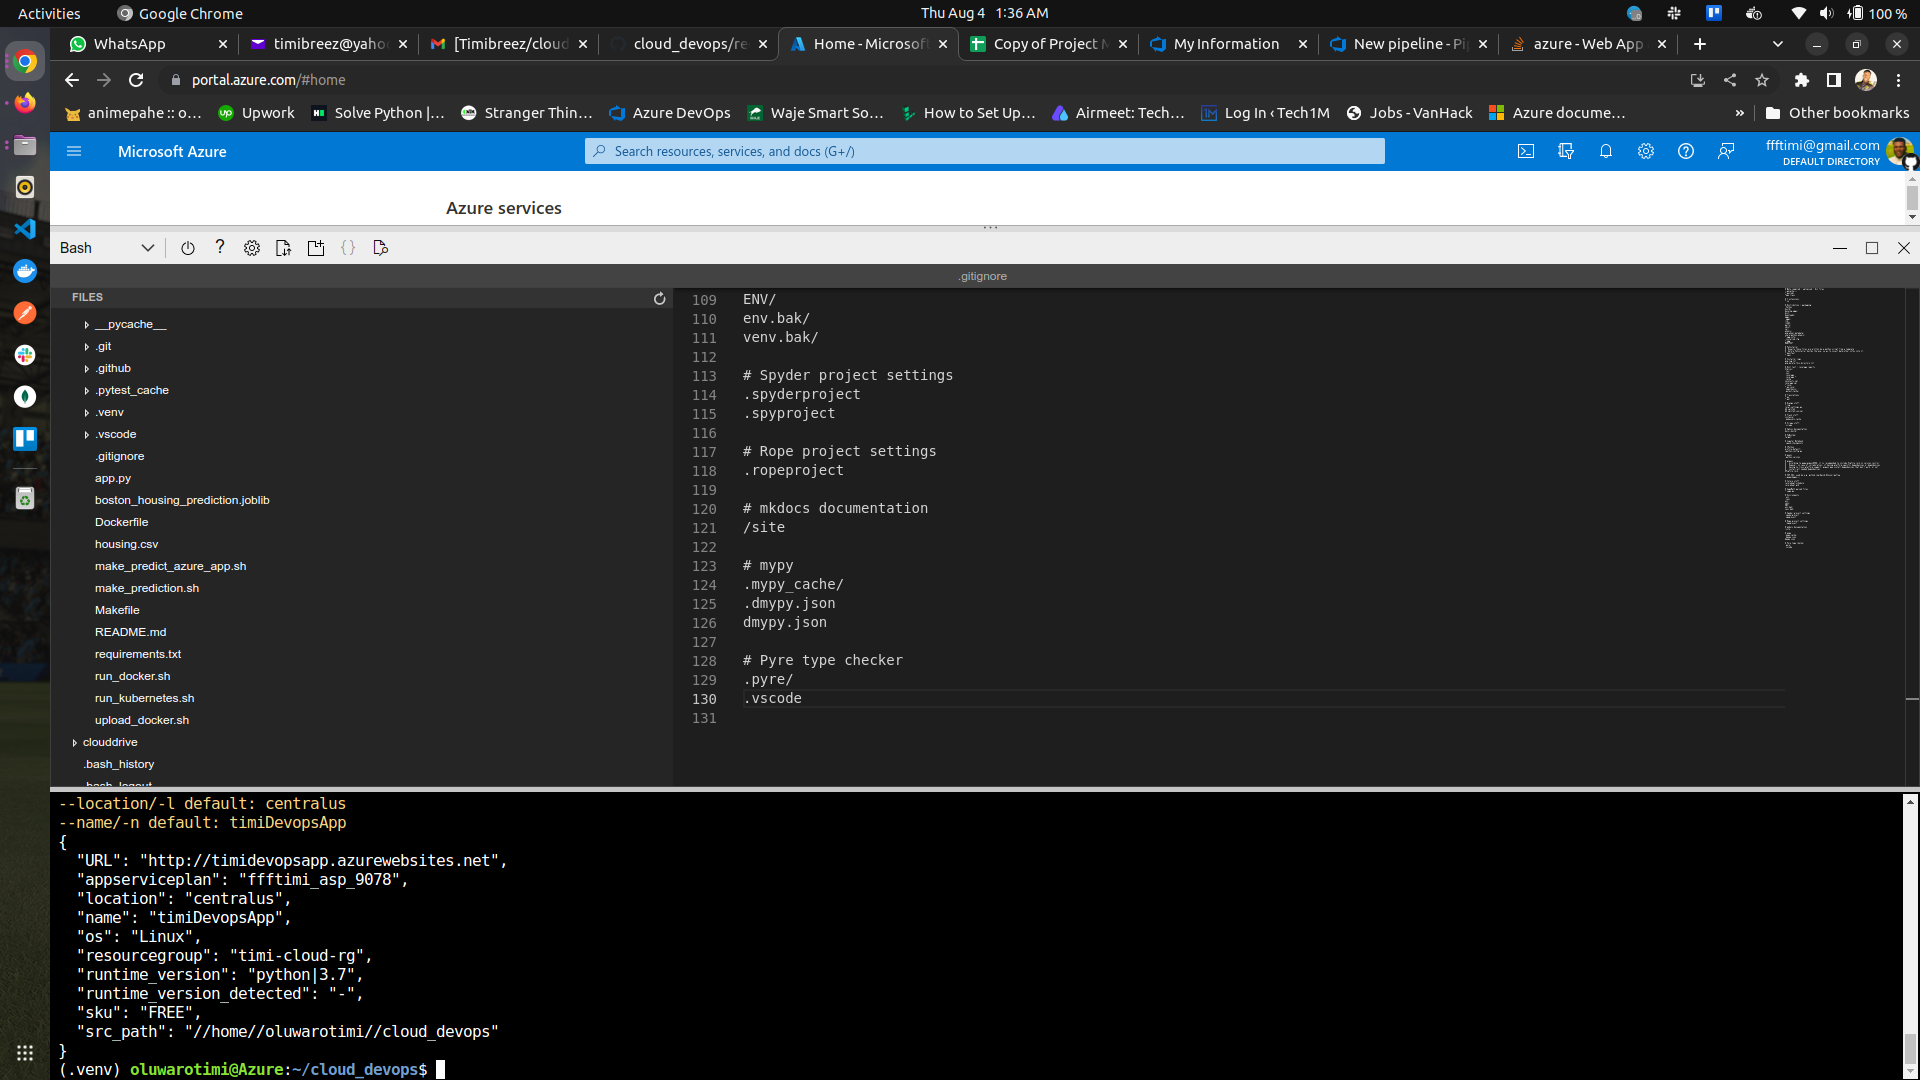 Activities
Google Chrome
Thu Aug 4 1:36 AM
100 %
WhatsApp
timibreez@yaho
[Timibreez/cloud
cloud_devops/re
Home - Microsoft
Copy of Project M
My Information
New pipeline - Pip
azure - Web App
portal.azure.com/#home
animepahe :: o...
Upwork
Solve Python |...
Stranger Thin...
Azure DevOps
Waje Smart So...
How to Set Up...
Airmeet: Tech...
Log In ‹ Tech1M
Jobs - VanHack
Azure docume...
»
Other bookmarks
Microsoft Azure
Search resources, services, and docs (G+/)
ffftimi@gmail.com
DEFAULT DIRECTORY
Azure services
Bash
.gitignore
FILES
__pycache__
.git
.github
.pytest_cache
.venv
.vscode
.gitignore
app.py
boston_housing_prediction.joblib
Dockerfile
housing.csv
make_predict_azure_app.sh
make_prediction.sh
Makefile
README.md
requirements.txt
run_docker.sh
run_kubernetes.sh
upload_docker.sh
clouddrive
.bash_history
.bash_logout
109 ENV/
110 env.bak/
111 venv.bak/
112
113 # Spyder project settings
114 .spyderproject
115 .spyproject
116
117 # Rope project settings
118 .ropeproject
119
120 # mkdocs documentation
121 /site
122
123 # mypy
124 .mypy_cache/
125 .dmypy.json
126 dmypy.json
127
128 # Pyre type checker
129 .pyre/
130 .vscode
131
--location/-l default: centralus
--name/-n default: timiDevopsApp
{
"URL": "http://timidevopsapp.azurewebsites.net",
"appserviceplan": "ffftimi_asp_9078",
"location": "centralus",
"name": "timiDevopsApp",
"os": "Linux",
"resourcegroup": "timi-cloud-rg",
"runtime_version": "python|3.7",
"runtime_version_detected": "-",
"sku": "FREE",
"src_path": "//home//oluwarotimi//cloud_devops"
}
(.venv) oluwarotimi@Azure:~/cloud_devops$